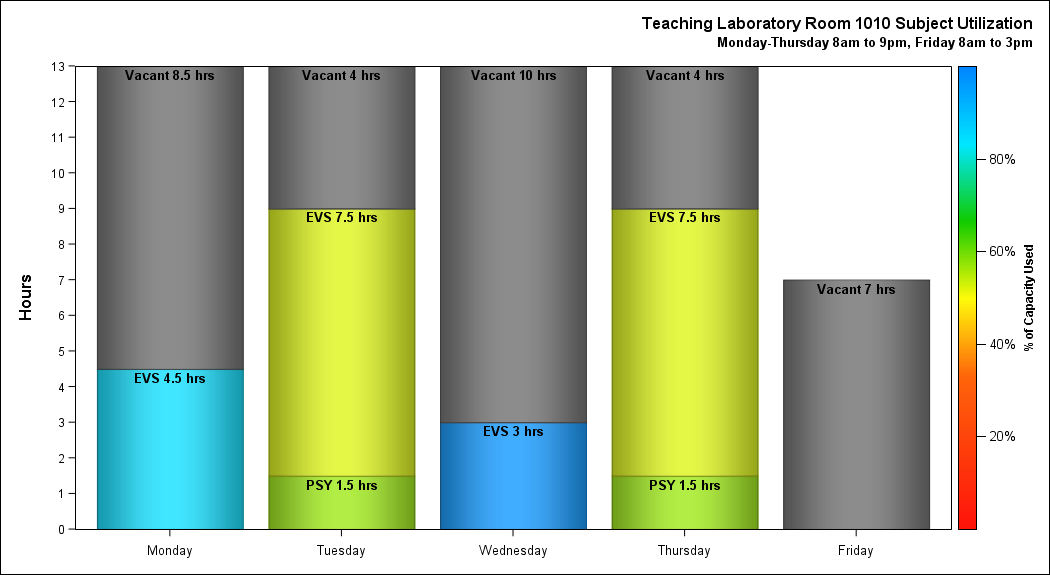 Teaching Laboratory Room 1010 Subject Utilization
Monday-Thursday 8am to 9pm, Friday 8am to 3pm
Hours
13
12
11
10
9
8
7
6
5
4
3
2
1
0
Vacant 8.5 hrs
EVS 4.5 hrs
Vacant 4 hrs
EVS 7.5 hrs
PSY 1.5 hrs
Vacant 10 hrs
EVS 3 hrs
Vacant 4 hrs
EVS 7.5 hrs
PSY 1.5 hrs
Vacant 7 hrs
Monday
Tuesday
Wednesday
Thursday
Friday
80%
60%
40%
20%
% of Capacity Used